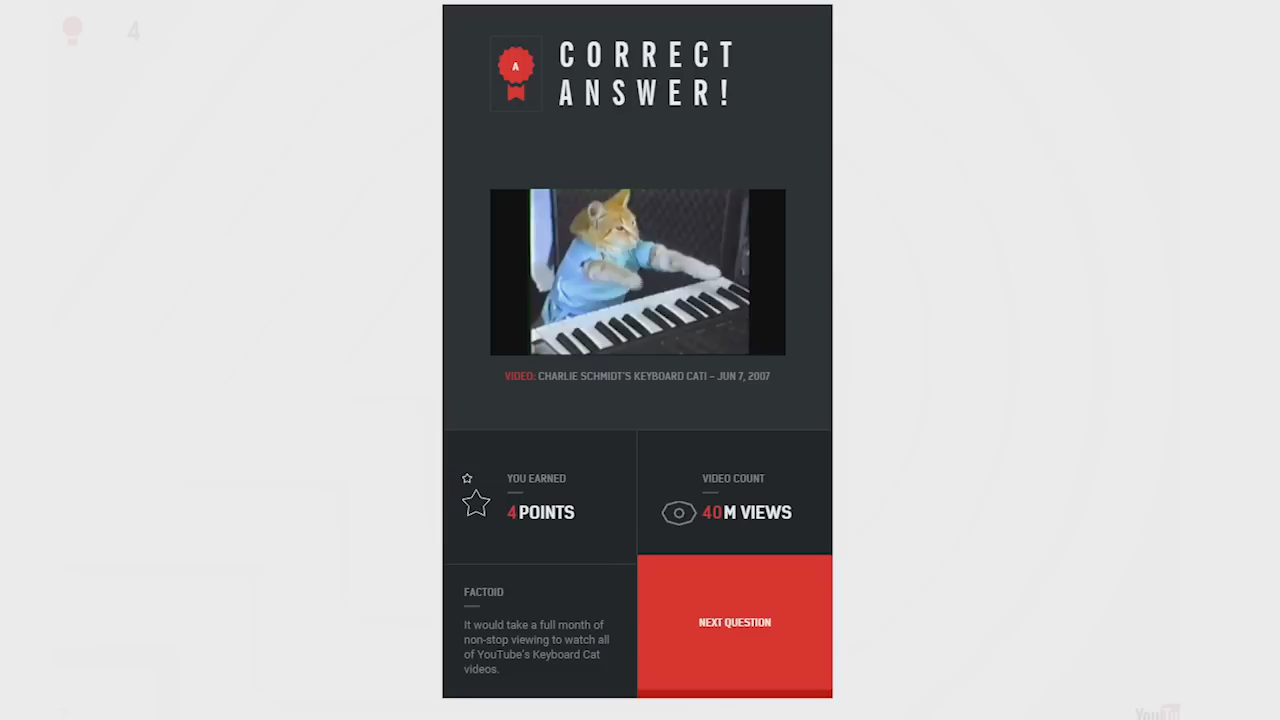 4
A
CORRECT
ANSWER!
VIDEO: CHARLIE SCHMIDT'S KEYBOARD CAT! – JUN 7, 2007
YOU EARNED
4 POINTS
VIDEO COUNT
40M VIEWS
FACTOID
It would take a full month of
non-stop viewing to watch all
of YouTube's Keyboard Cat
videos.
NEXT QUESTION
YouTu